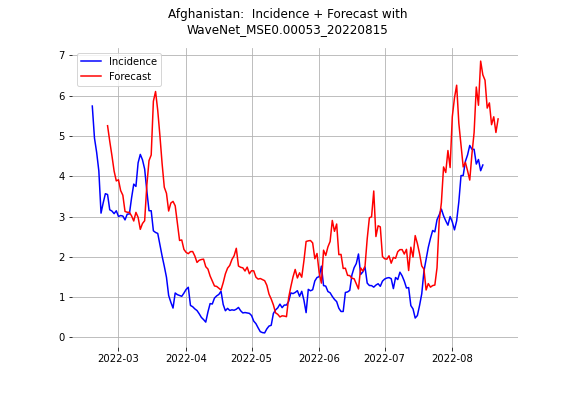 Afghanistan:  Incidence + Forecast with
WaveNet_MSE0.00053_20220815
Incidence
Forecast
7
6
5
4
3
2
1
0
2022-03 2022-04 2022-05 2022-06 2022-07 2022-08